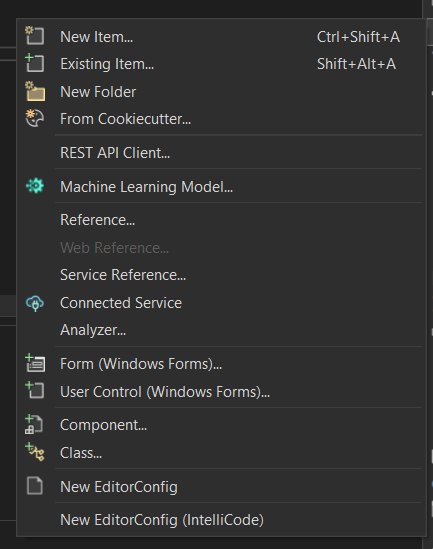 New Item... Ctrl+Shift+A
Existing Item... Shift+Alt+A
New Folder
From Cookiecutter...
REST API Client...
Machine Learning Model...
Reference...
Web Reference...
Service Reference...
Connected Service
Analyzer...
Form (Windows Forms)...
User Control (Windows Forms)...
Component...
Class...
New EditorConfig
New EditorConfig (IntelliCode)